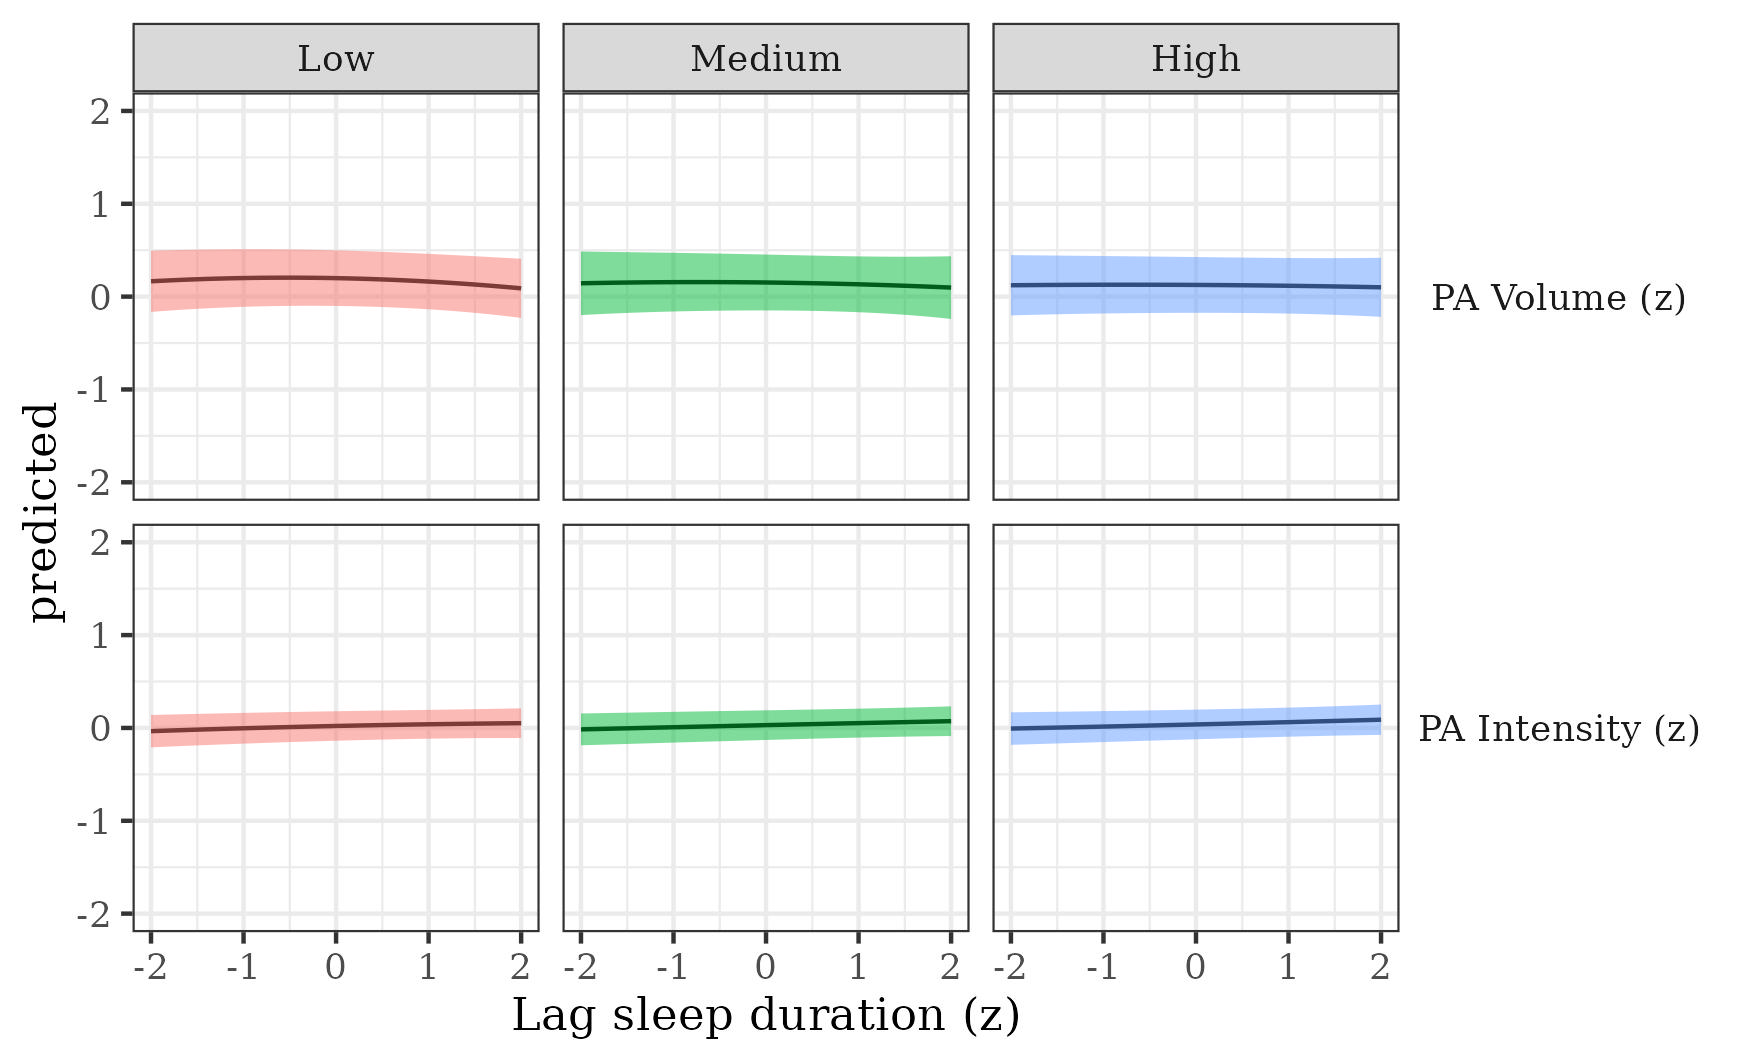 Low Medium High
2
1
0
-1
-2
PA Volume (z)
predicted
2
1
0
-1
-2
PA Intensity (z)
-2 -1 0 1 2 -2 -1 0 1 2 -2 -1 0 1 2
Lag sleep duration (z)